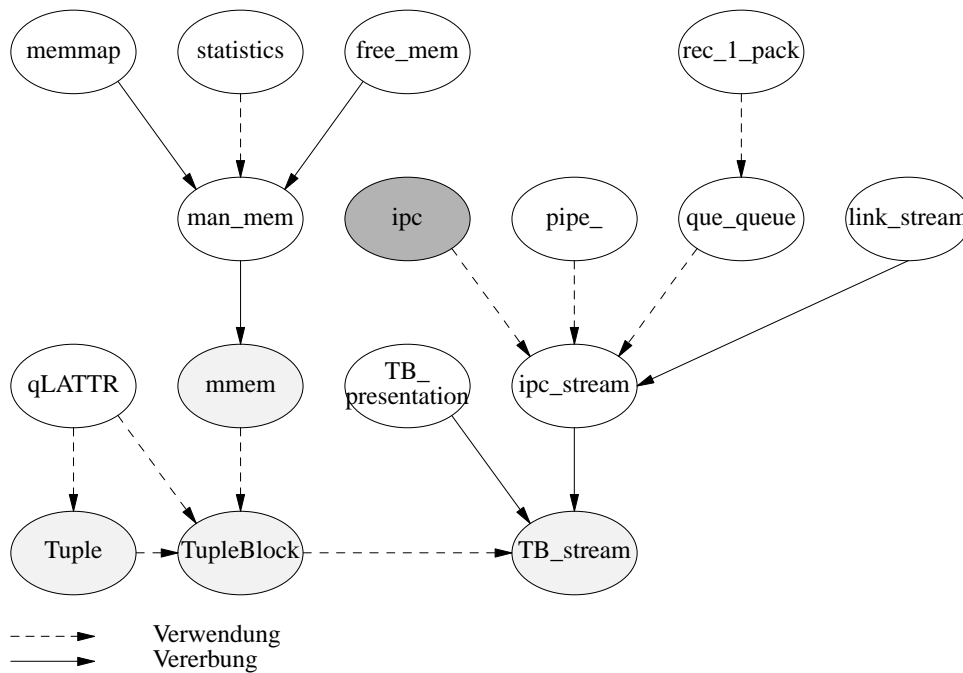 memmap statistics free_mem rec_1_pack
man_mem ipc pipe_ que_queue link_stream
qLATTR mmem TB_ ipc_stream
presentation
Tuple TupleBlock TB_stream
Verwendung
Vererbung